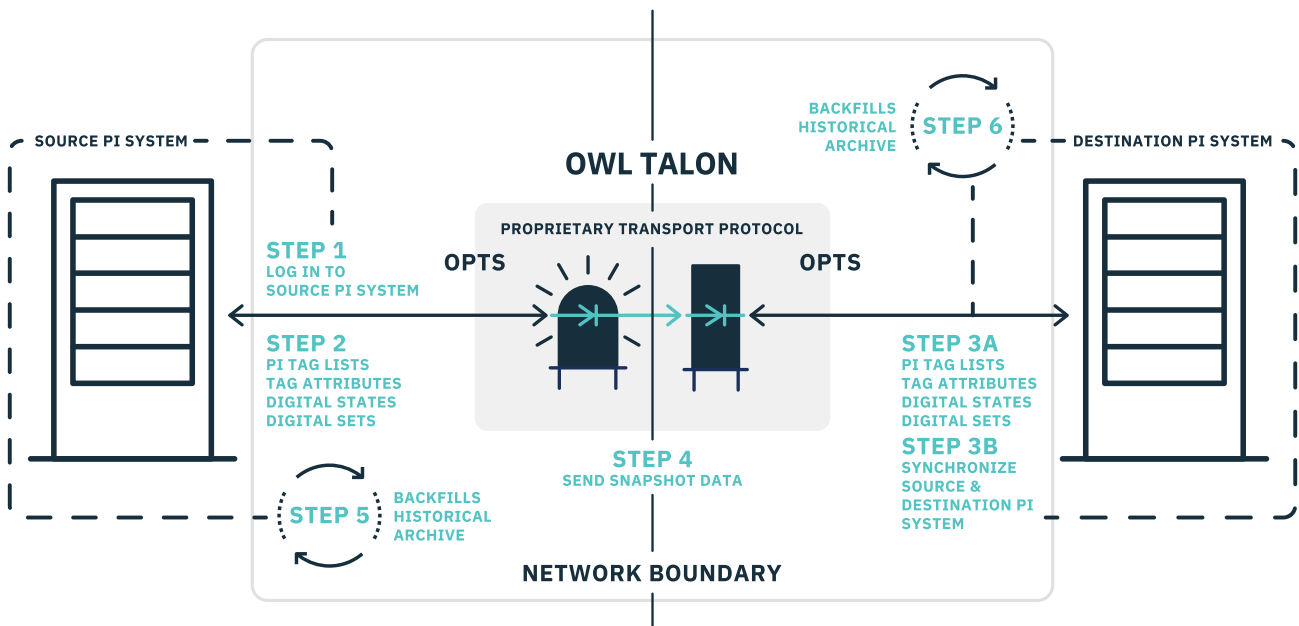 SOURCE PI SYSTEM
STEP 1
LOG IN TO
SOURCE PI SYSTEM
STEP 2
PI TAG LISTS
TAG ATTRIBUTES
DIGITAL STATES
DIGITAL SETS
STEP 5
BACKFILLS
HISTORICAL
ARCHIVE
OWL TALON
PROPRIETARY TRANSPORT PROTOCOL
OPTS
OPTS
STEP 4
SEND SNAPSHOT DATA
NETWORK BOUNDARY
BACKFILLS
HISTORICAL
ARCHIVE
STEP 6
DESTINATION PI SYSTEM
STEP 3A
PI TAG LISTS
TAG ATTRIBUTES
DIGITAL STATES
DIGITAL SETS
STEP 3B
SYNCHRONIZE
SOURCE &
DESTINATION PI
SYSTEM